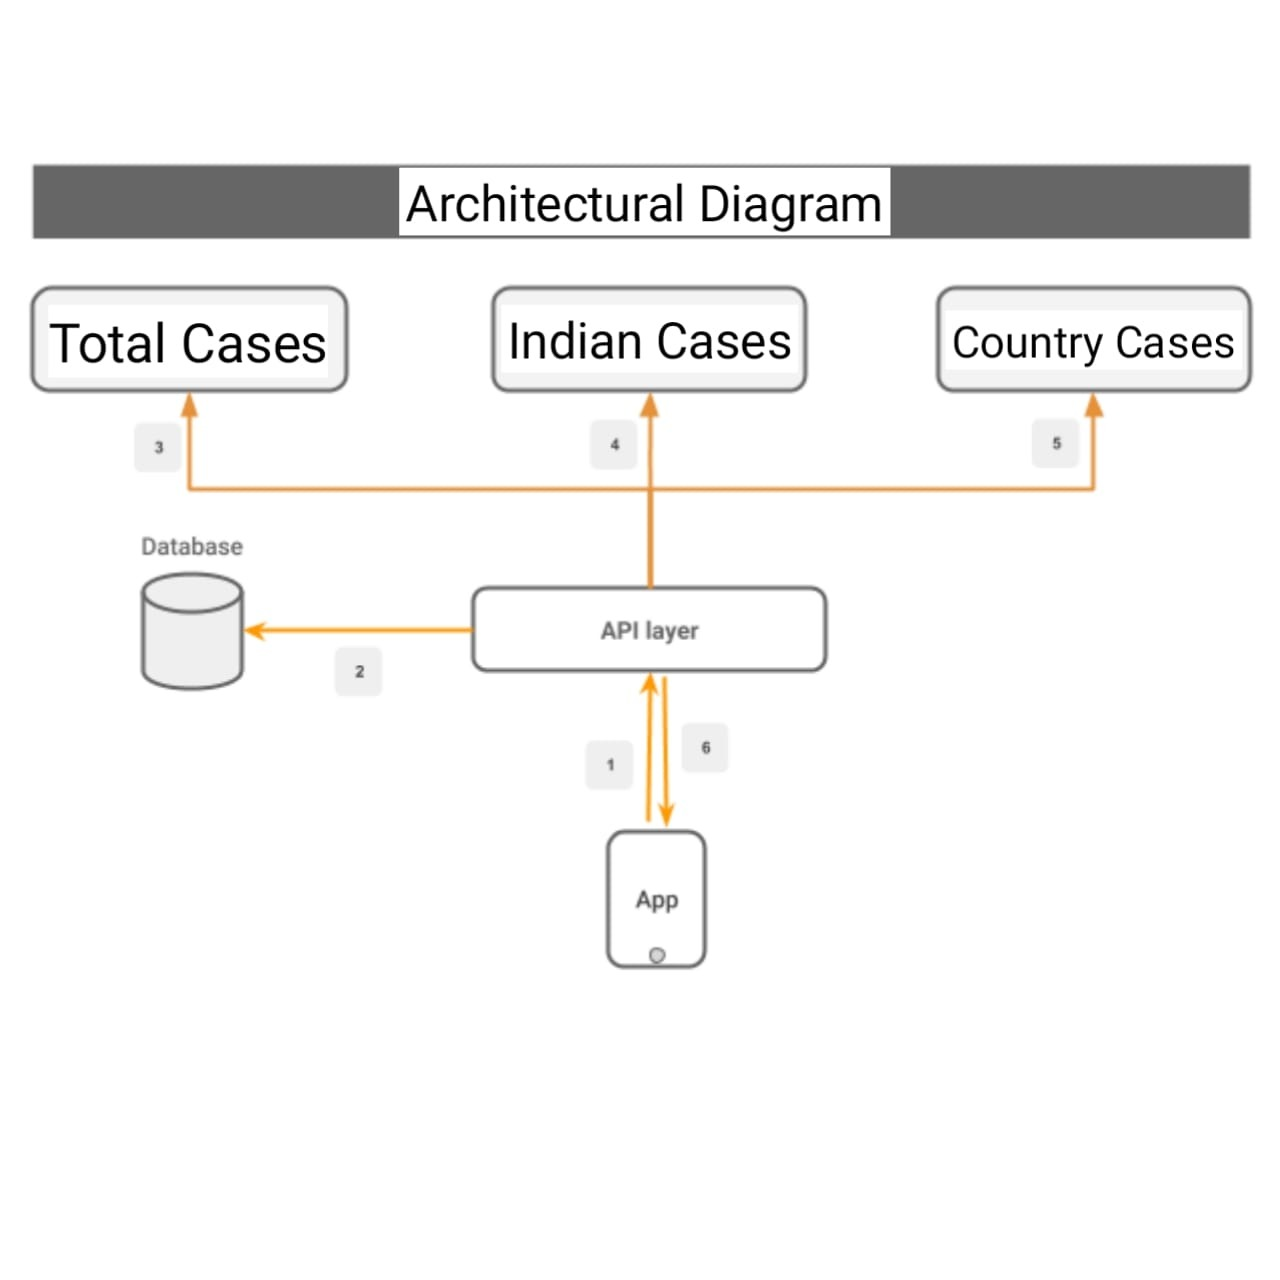 Architectural Diagram
Total Cases
Indian Cases
Country Cases
3
4
5
Database
API layer
2
1
6
App